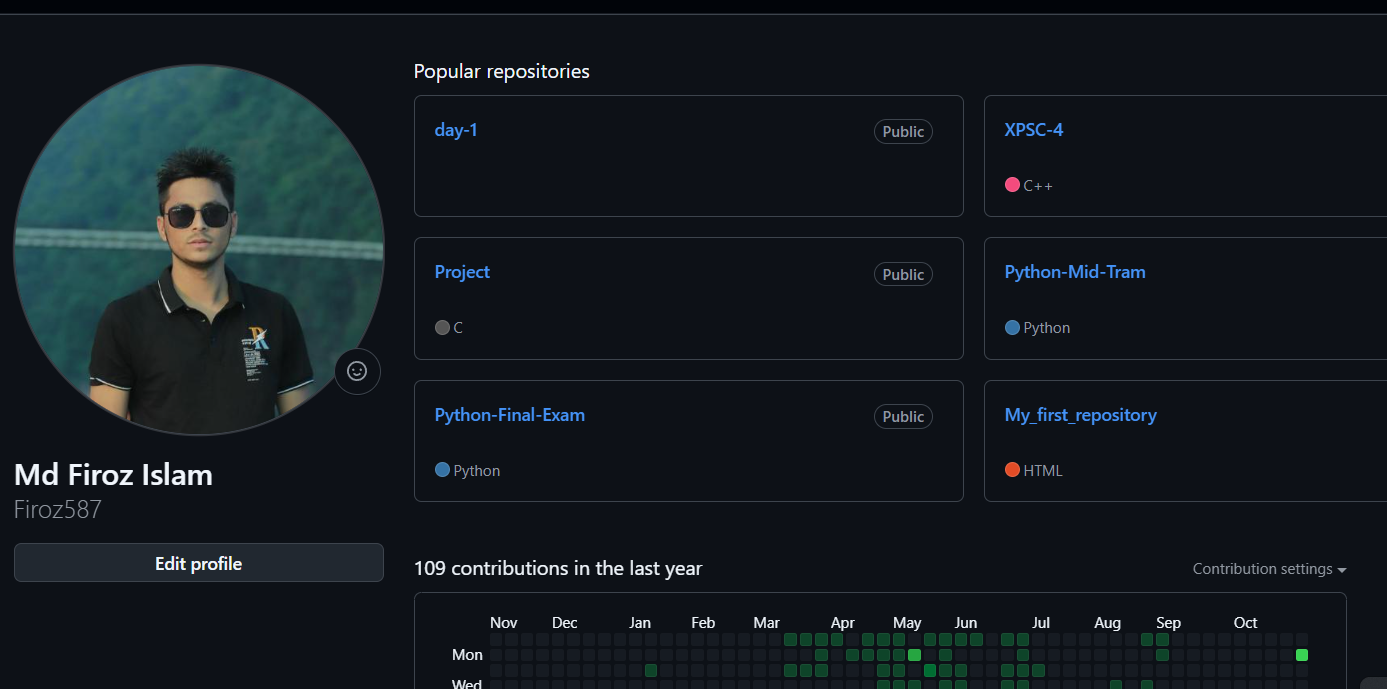 Popular repositories
day-1
Public
XPSC-4
C++
Project
Public
C
Python-Mid-Tram
Python
Python-Final-Exam
Public
Python
My_first_repository
HTML
Md Firoz Islam
Firoz587
Edit profile
109 contributions in the last year
Contribution settings
Nov Dec Jan Feb Mar Apr May Jun Jul Aug Sep Oct
Mon
Wed